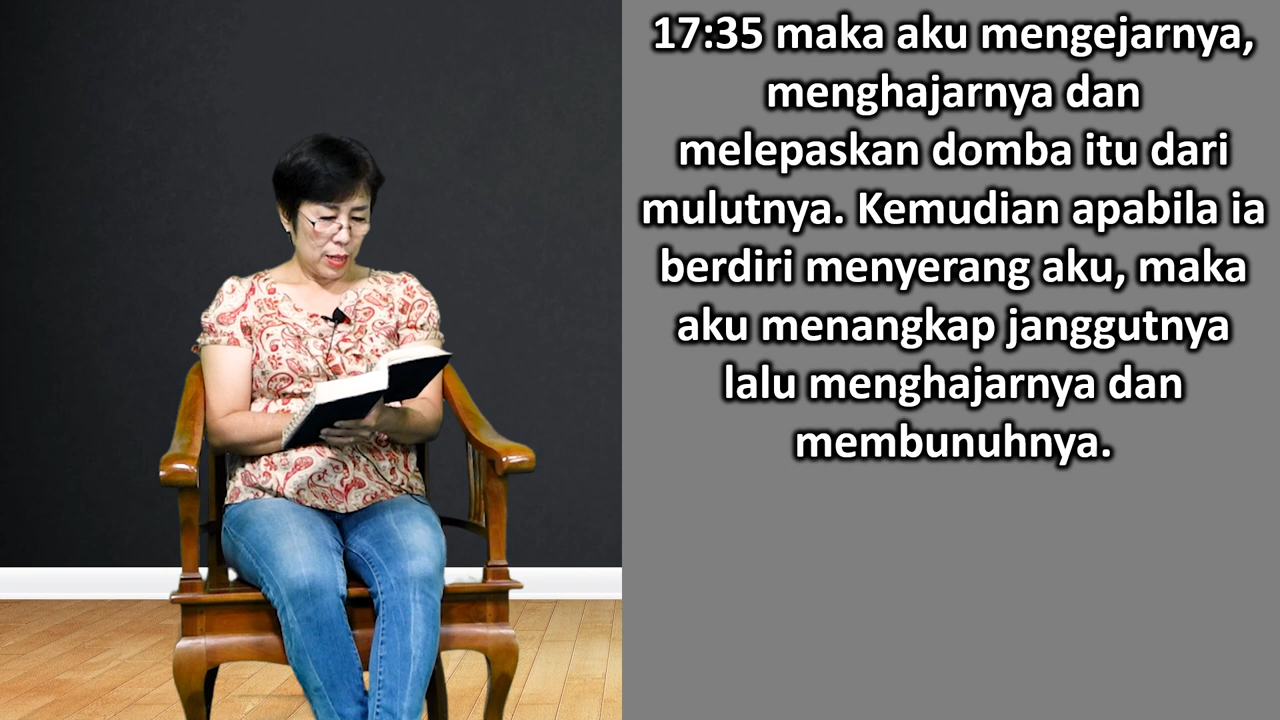 17:35 maka aku mengejarnya,
menghajarnya dan
melepaskan domba itu dari
mulutnya. Kemudian apabila ia
berdiri menyerang aku, maka
aku menangkap janggutnya
lalu menghajarnya dan
membunuhnya.